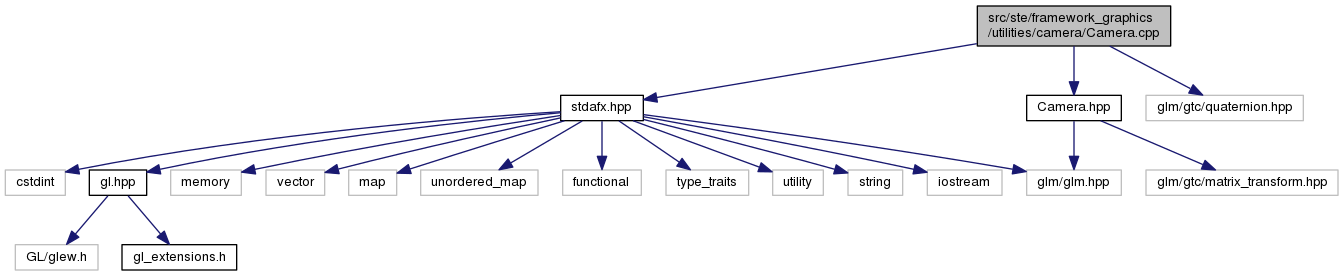 src/ste/framework_graphics
/utilities/camera/Camera.cpp
stdafx.hpp
Camera.hpp
glm/gtc/quaternion.hpp
cstdint
gl.hpp
memory
vector
map
unordered_map
functional
type_traits
utility
string
iostream
glm/glm.hpp
glm/gtc/matrix_transform.hpp
GL/glew.h
gl_extensions.h